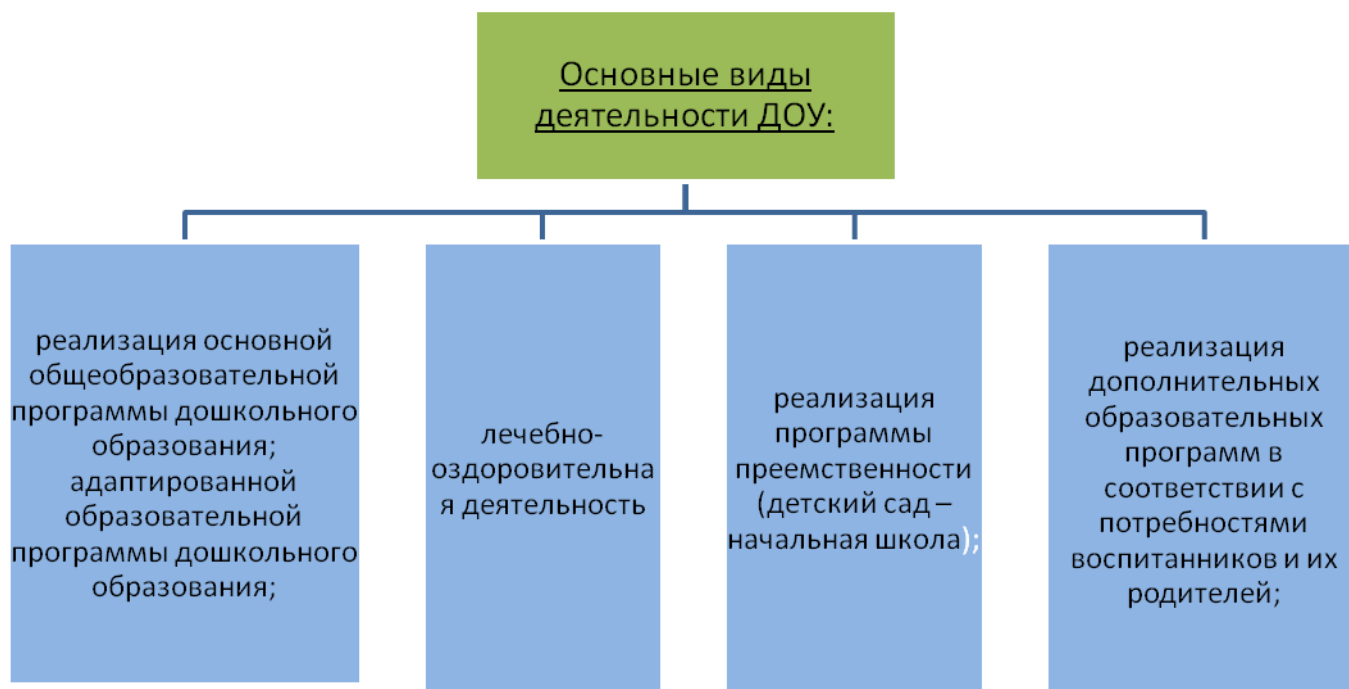 Основные виды
деятельности ДОУ:
реализация основной
общеобразовательной
программы дошкольного
образования;
адаптированной
образовательной
программы дошкольного
образования;
лечебно-
оздоровительна
я деятельность
реализация
программы
преемственности
(детский сад –
начальная школа);
реализация
дополнительных
образовательных
программ в
соответствии с
потребностями
воспитанников и их
родителей;